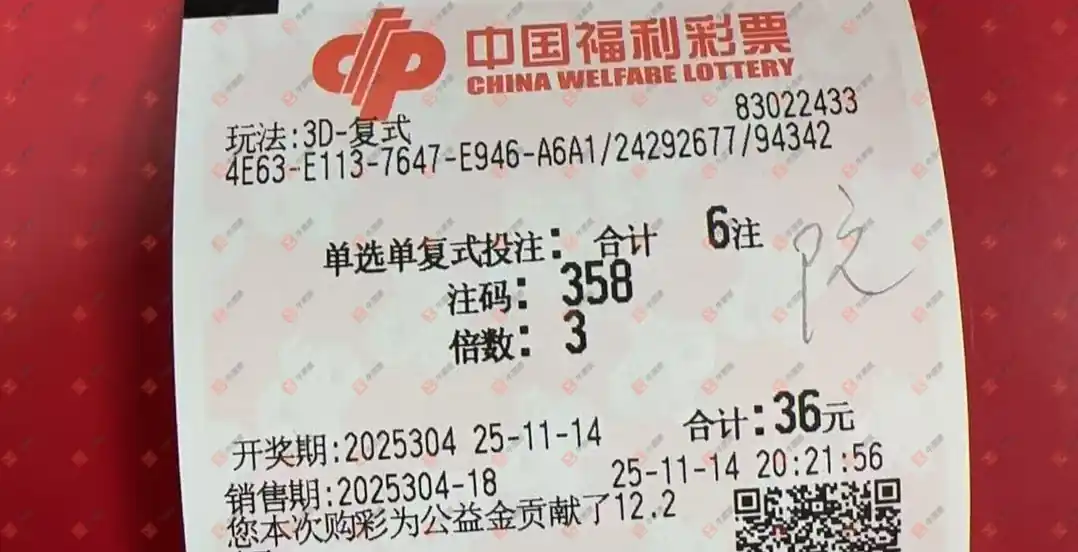 中国福利彩票
CHINA WELFARE LOTTERY
83022433
玩法:3D-复式
4E63-E113-7647-E946-A6A1/24292677/94342
单选单复式投注: 合计 6注
注码: 358
倍数: 3
合计:36元
开奖期:2025304 25-11-14
销售期:2025304-18 25-11-14 20:21:56
您本次购彩为公益金贡献了12.2